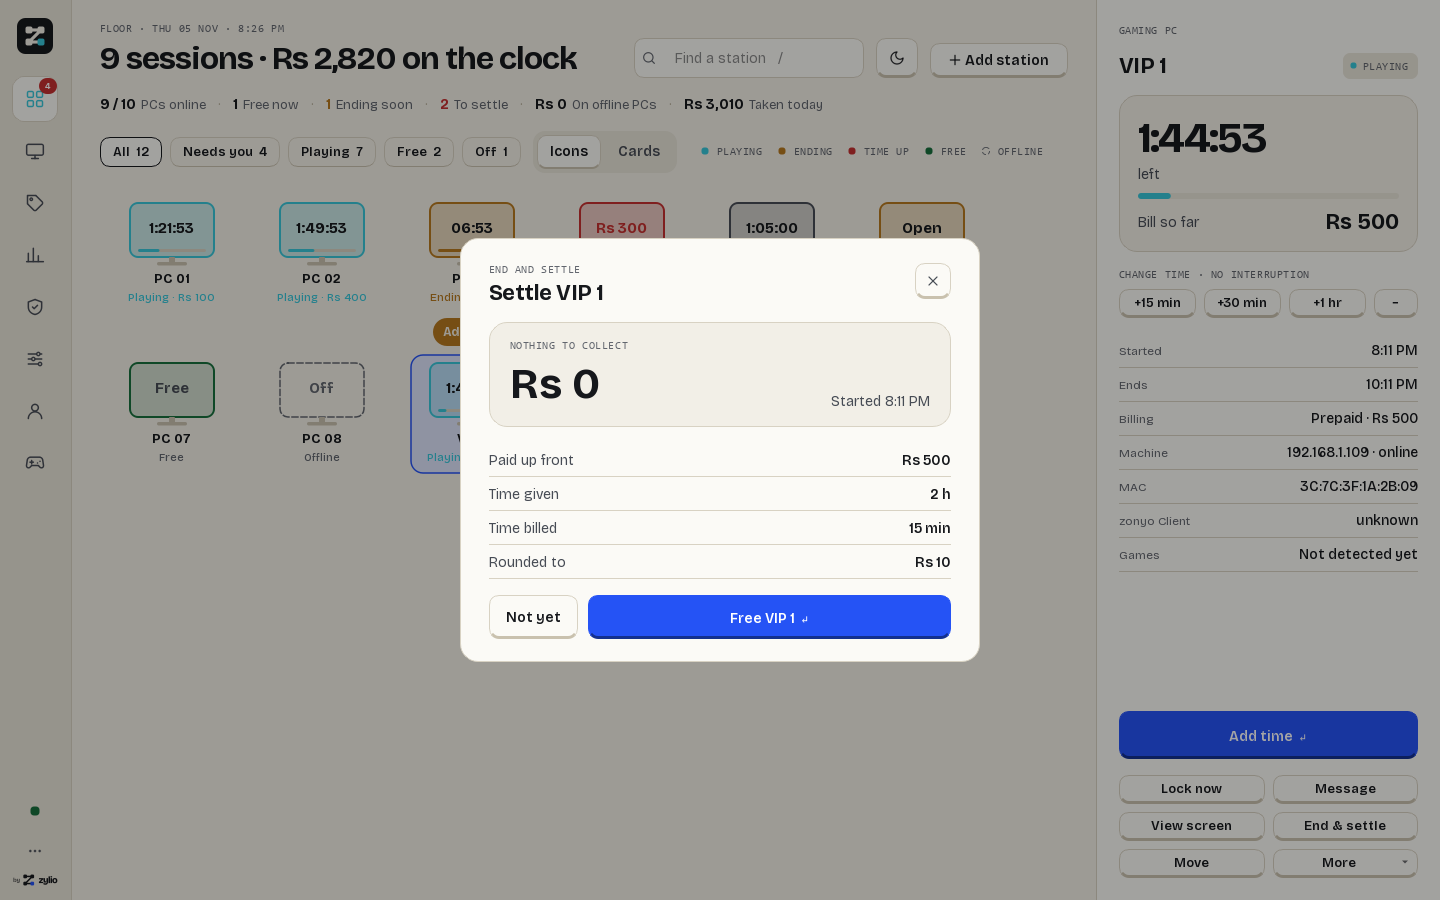 4
by zylio
FLOOR · THU 05 NOV · 8:26 PM
9 sessions · Rs 2,820 on the clock
Find a station /
+ Add station
9 / 10 PCs online · 1 Free now · 1 Ending soon · 2 To settle · Rs 0 On offline PCs · Rs 3,010 Taken today
All 12 Needs you 4 Playing 7 Free 2 Off 1 Icons Cards PLAYING ENDING TIME UP FREE OFFLINE
1:21:53 1:49:53 06:53 Rs 300 1:05:00 Open
PC 01 PC 02
Playing · Rs 100 Playing · Rs 400
Free Off
PC 07 PC 08
Free Offline
END AND SETTLE
Settle VIP 1
NOTHING TO COLLECT
Rs 0
Started 8:11 PM
Paid up front Rs 500
Time given 2 h
Time billed 15 min
Rounded to Rs 10
Not yet Free VIP 1 ↲
GAMING PC
VIP 1 PLAYING
1:44:53
left
Bill so far Rs 500
CHANGE TIME · NO INTERRUPTION
+15 min +30 min +1 hr −
Started 8:11 PM
Ends 10:11 PM
Billing Prepaid · Rs 500
Machine 192.168.1.109 · online
MAC 3C:7C:3F:1A:2B:09
zonyo Client unknown
Games Not detected yet
Add time ↲
Lock now Message
View screen End & settle
Move More